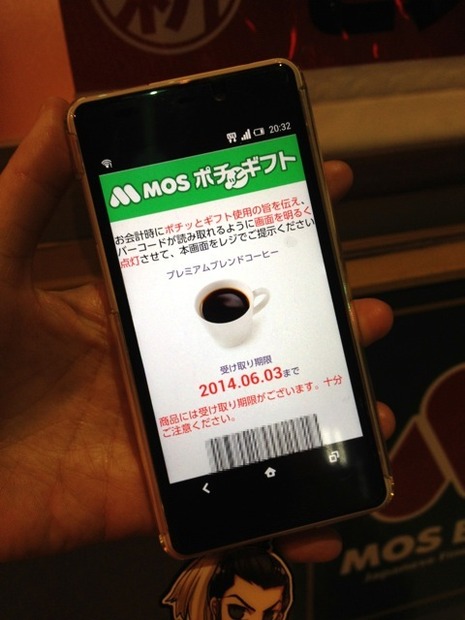 新
20:32
MOS ポチッとギフト
お会計時にポチッとギフト使用の旨を伝え、
バーコードが読み取れるように画面を明るく
点灯させて、本画面をレジでご提示ください
プレミアムブレンドコーヒー
受け取り期限
2014.06.03まで
商品には受け取り期限がございます。十分
ご注意ください。
MOS
Japanese Fine